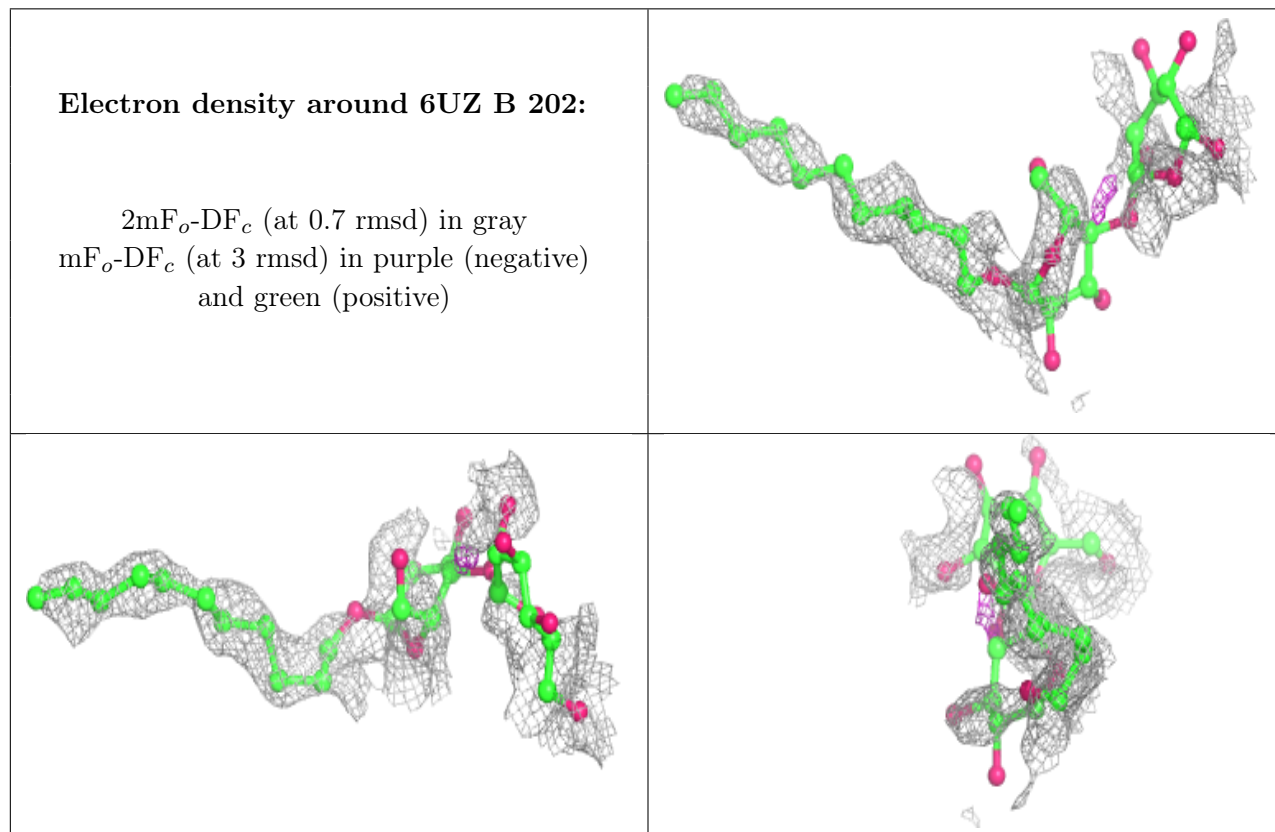 Electron density around 6UZ B 202:
2mFo-DFc (at 0.7 rmsd) in gray
mFo-DFc (at 3 rmsd) in purple (negative)
and green (positive)